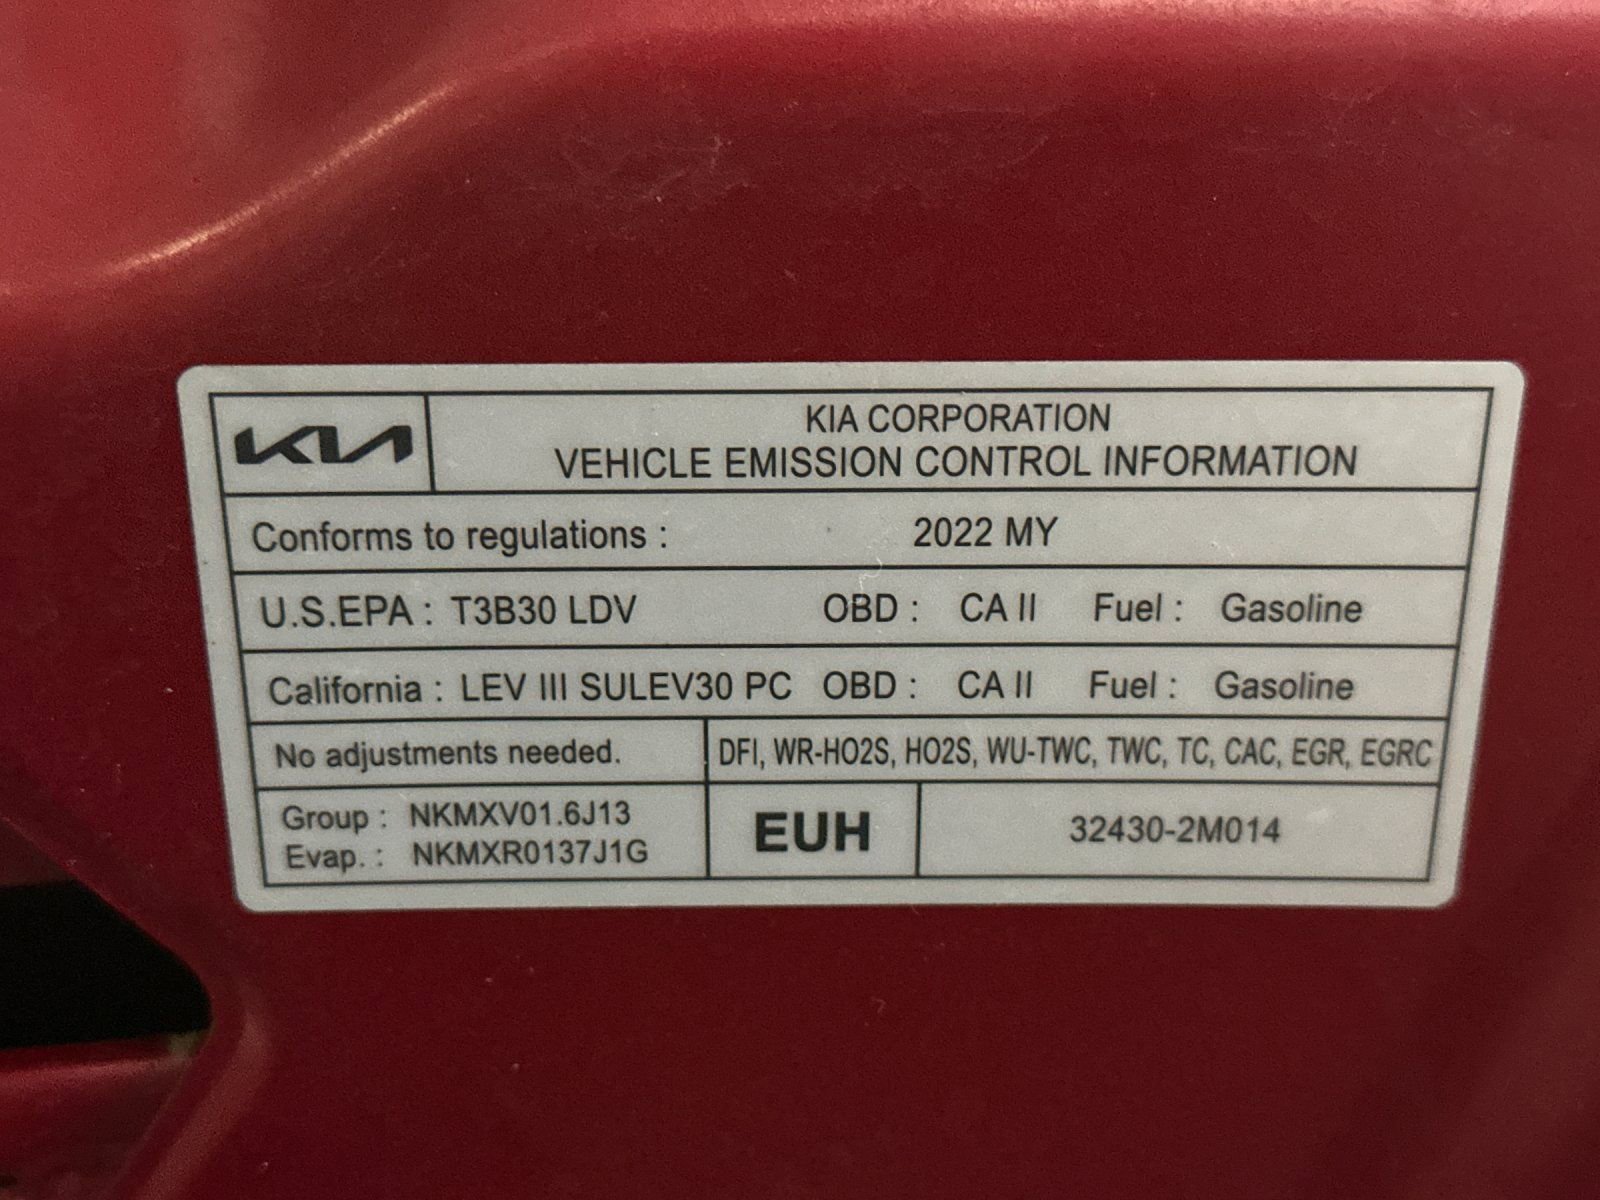 KIA
KIA CORPORATION
VEHICLE EMISSION CONTROL INFORMATION
Conforms to regulations : 2022 MY
U.S.EPA : T3B30 LDV OBD : CA II Fuel : Gasoline
California : LEV III SULEV30 PC OBD : CA II Fuel : Gasoline
No adjustments needed. DFI, WR-HO2S, HO2S, WU-TWC, TWC, TC, CAC, EGR, EGRC
Group : NKMXV01.6J13
Evap. : NKMXR0137J1G
EUH
32430-2M014